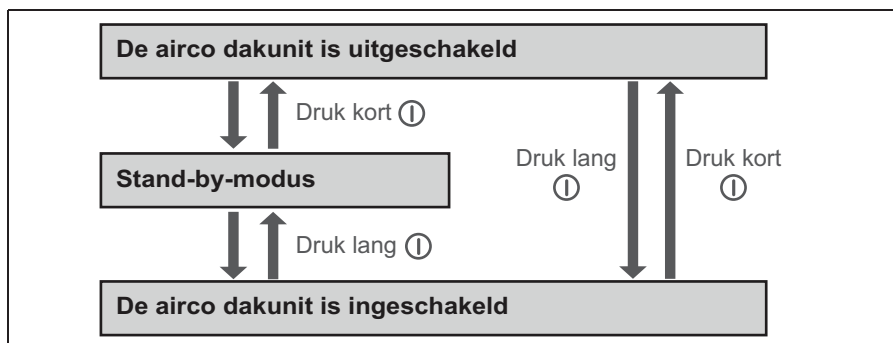 De airco dakunit is uitgeschakeld
Druk kort
Druk lang
Druk kort
Stand-by-modus
Druk lang
De airco dakunit is ingeschakeld